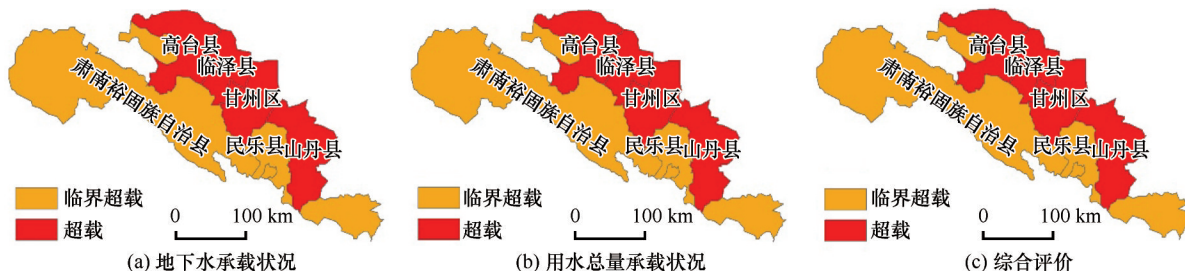 高台县
临泽县
甘州区
肃南裕固族自治县
民乐县
山丹县
临界超载
超载
0 100 km
(a) 地下水承载状况
高台县
临泽县
甘州区
肃南裕固族自治县
民乐县
山丹县
临界超载
超载
0 100 km
(b) 用水总量承载状况
高台县
临泽县
甘州区
肃南裕固族自治县
民乐县
山丹县
临界超载
超载
0 100 km
(c) 综合评价